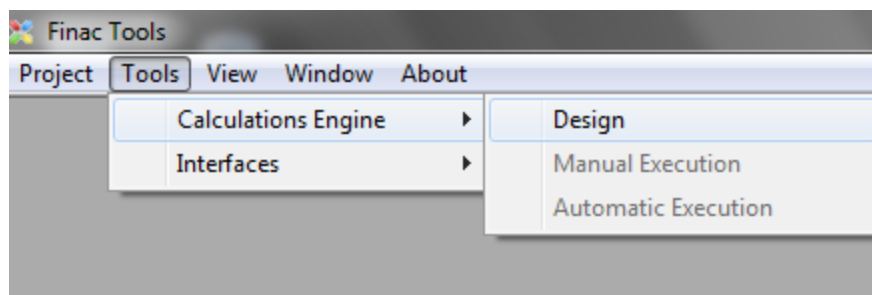 Finac Tools
Project Tools View Window About
Calculations Engine Design
Interfaces Manual Execution
Automatic Execution